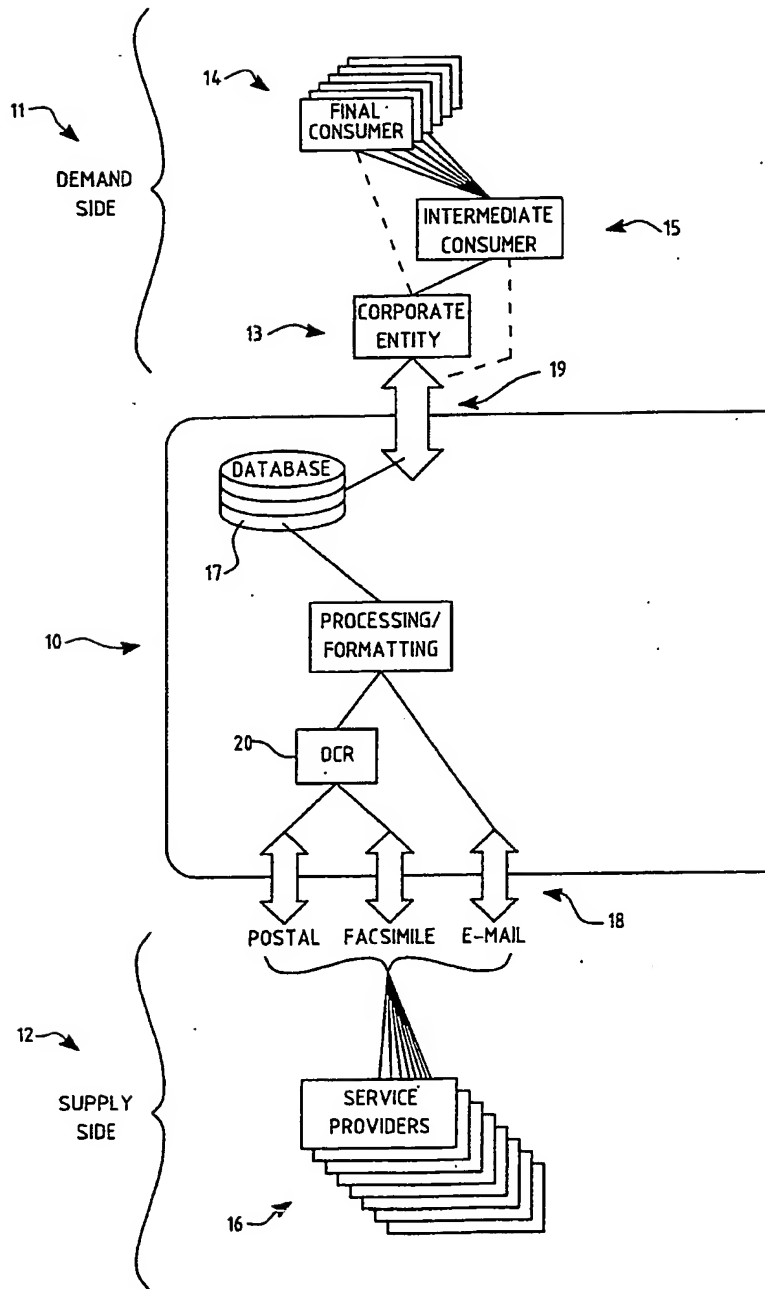 14
FINAL
CONSUMER
11
DEMAND
SIDE
INTERMEDIATE
CONSUMER
15
CORPORATE
ENTITY
13
19
DATABASE
17
PROCESSING/
FORMATTING
10
20
OCR
POSTAL FACSIMILE E-MAIL
18
12
SUPPLY
SIDE
SERVICE
PROVIDERS
16